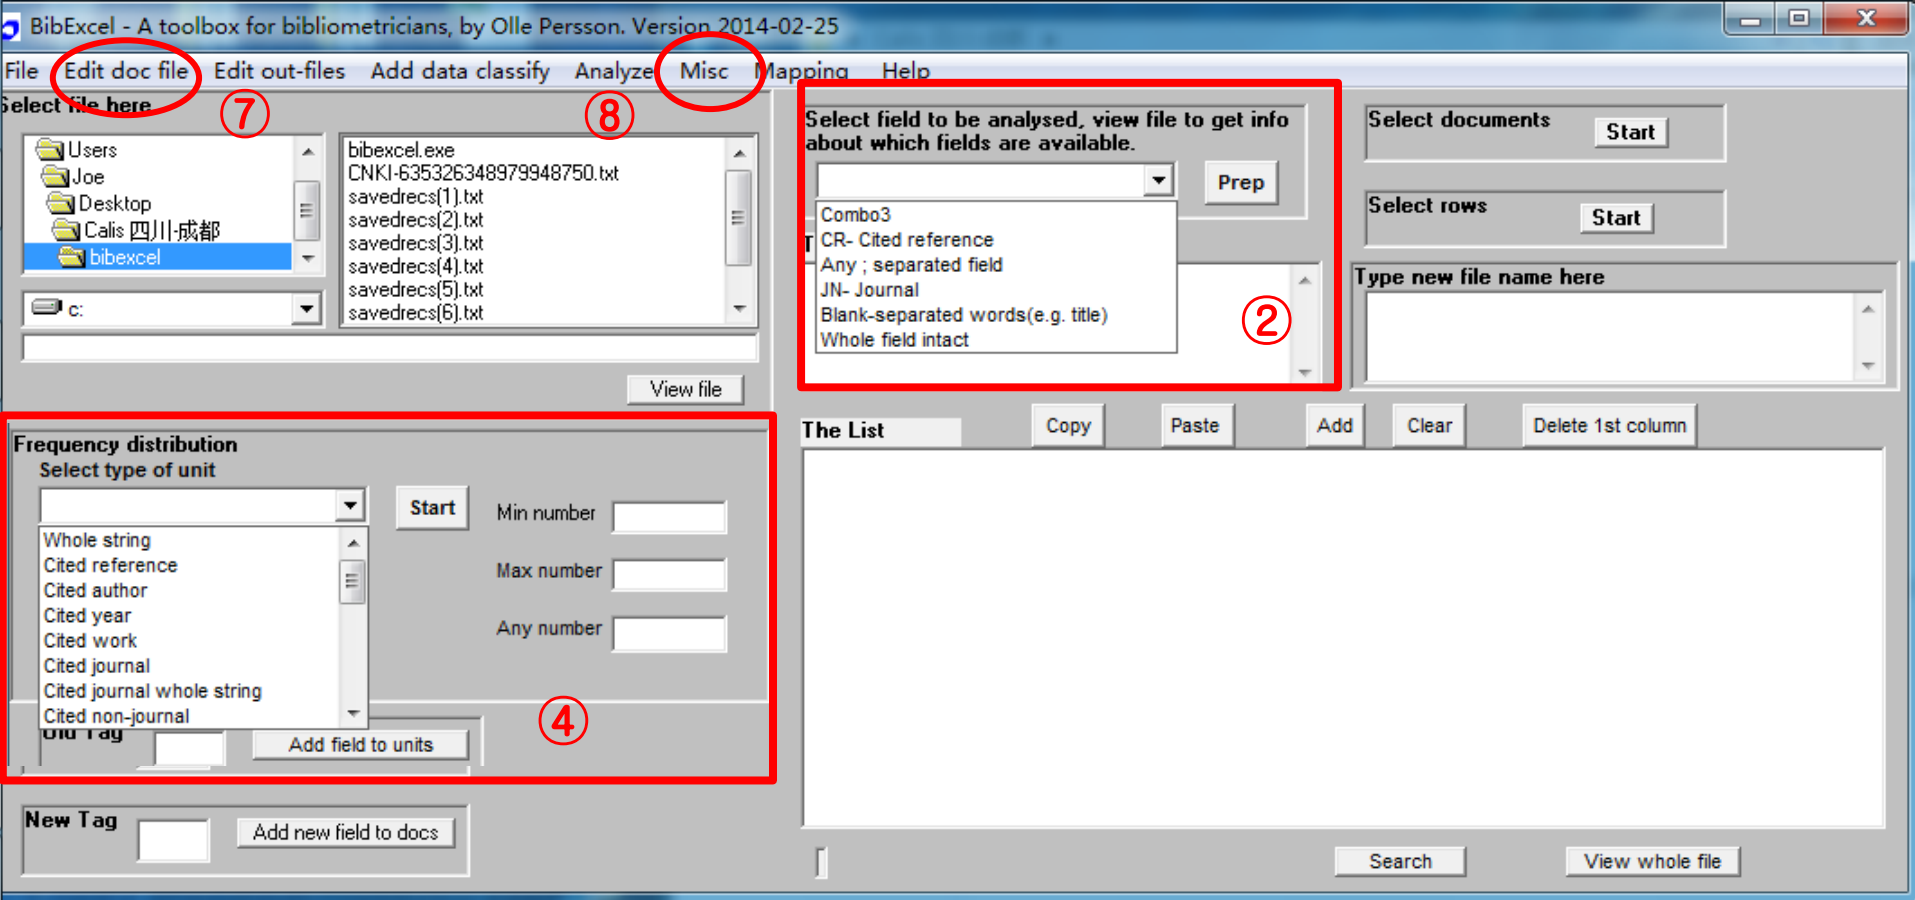 BibExcel - A toolbox for bibliometricians, by Olle Persson. Version 2014-02-25
File Edit doc file Edit out-files Add data classify Analyze Misc Mapping Help
Select file here
⑦
⑧
Users
Joe
Desktop
Calis 四川-成都
bibexcel
c:
bibexcel.exe
CNKI-635326348979948750.txt
savedrecs(1).txt
savedrecs(2).txt
savedrecs(3).txt
savedrecs(4).txt
savedrecs(5).txt
savedrecs(6).txt
View file
Select field to be analysed, view file to get info
about which fields are available.
Prep
Combo3
CR- Cited reference
Any ; separated field
JN- Journal
Blank-separated words(e.g. title)
Whole field intact
T
②
Select documents
Start
Select rows
Start
Type new file name here
Frequency distribution
Select type of unit
Start
Min number
Max number
Any number
Whole string
Cited reference
Cited author
Cited year
Cited work
Cited journal
Cited journal whole string
Cited non-journal
④
Old Tag
Add field to units
New Tag
Add new field to docs
The List
Copy
Paste
Add
Clear
Delete 1st column
Search
View whole file